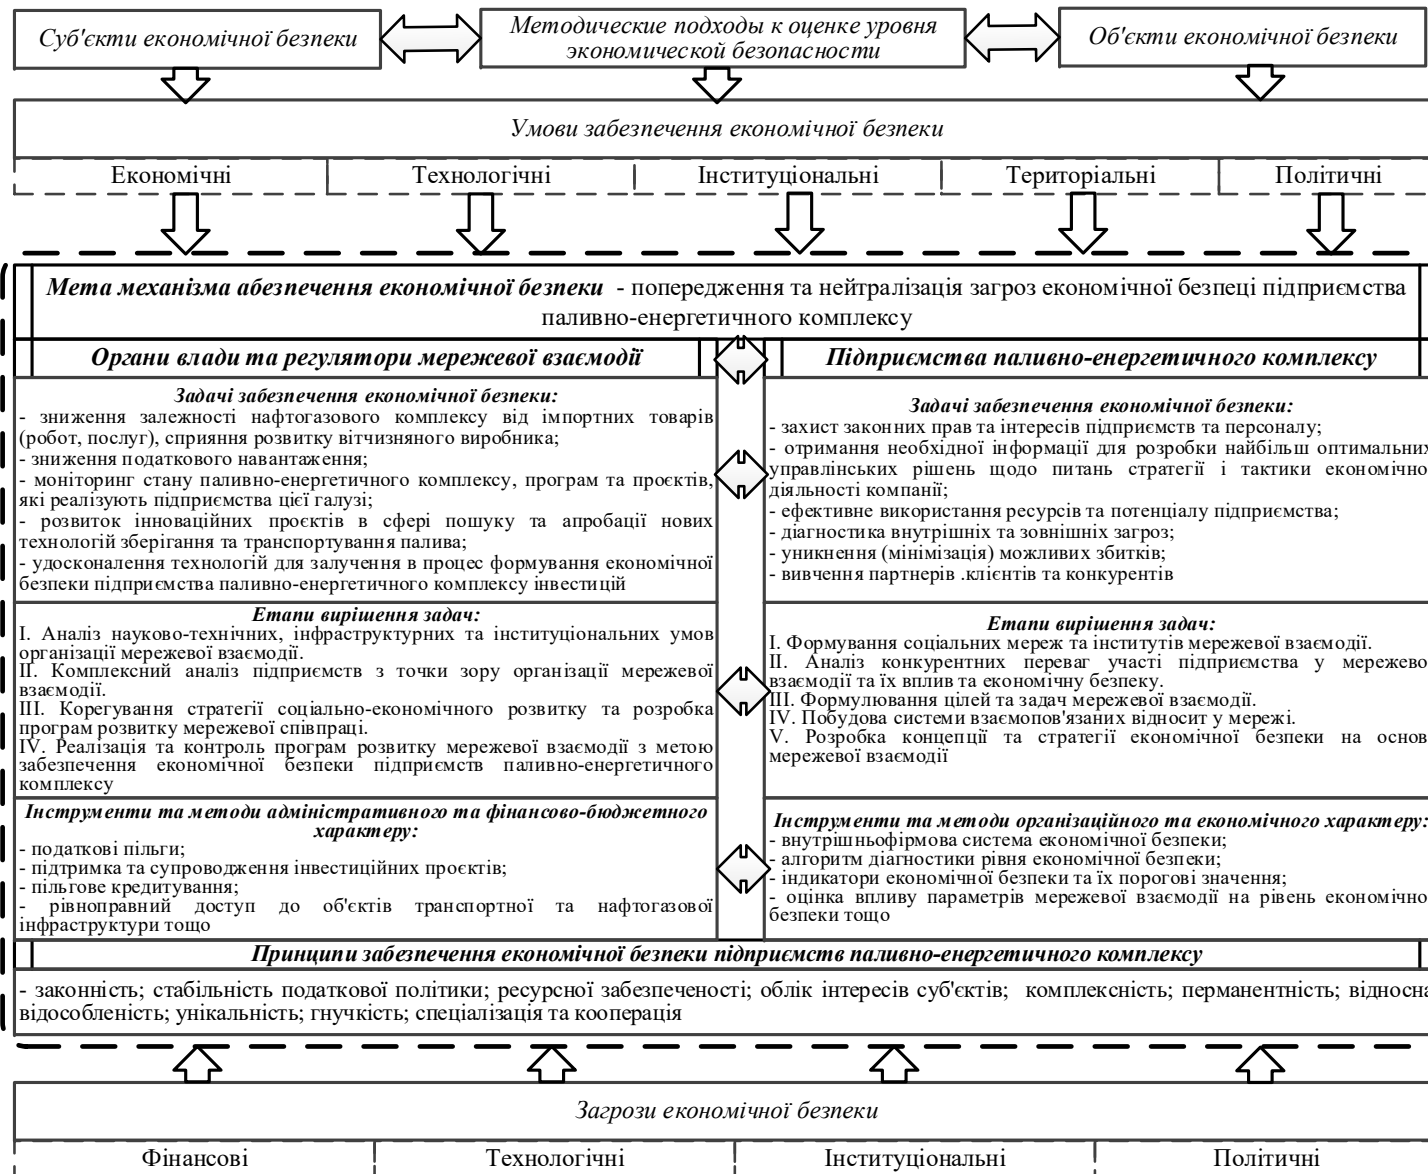 Суб'єкти економічної безпеки
Методические подходы к оценке уровня
экономической безопасности
Об'єкти економічної безпеки
Умови забезпечення економічної безпеки
Економічні
Технологічні
Інституціональні
Територіальні
Політичні
Мета механізма абезпечення економічної безпеки - попередження та нейтралізація загроз економічної безпеці підприємства
паливно-енергетичного комплексу
Органи влади та регулятори мережевої взаємодії
Задачі забезпечення економічної безпеки:
- зниження залежності нафтогазового комплексу від імпортних товарів
(робот, послуг), сприяння розвитку вітчизняного виробника;
- зниження податкового навантаження;
- моніторинг стану паливно-енергетичного комплексу, програм та проєктів,
які реалізують підприємства цієї галузі;
- розвиток інноваційних проєктів в сфері пошуку та апробації нових
технологій зберігання та транспортування палива;
- удосконалення технологій для залучення в процес формування економічної
безпеки підприємства паливно-енергетичного комплексу інвестицій
Етапи вирішення задач:
I. Аналіз науково-технічних, інфраструктурних та інституціональних умов
організації мережевої взаємодії.
II. Комплексний аналіз підприємств з точки зору організації мережевої
взаємодії.
III. Корегування стратегії соціально-економічного розвитку та розробка
програм розвитку мережевої співпраці.
IV. Реалізація та контроль програм розвитку мережевої взаємодії з метою
забезпечення економічної безпеки підприємств паливно-енергетичного
комплексу
Інструменти та методи адміністративного та фінансово-бюджетного
характеру:
- податкові пільги;
- підтримка та супроводження інвестиційних проєктів;
- пільгове кредитування;
- рівноправний доступ до об'єктів транспортної та нафтогазової
інфраструктури тощо
Підприємства паливно-енергетичного комплексу
Задачі забезпечення економічної безпеки:
- захист законних прав та інтересів підприємств та персоналу;
- отримання необхідної інформації для розробки найбільш оптимальних
управлінських рішень щодо питань стратегії і тактики економічно
діяльності компанії;
- ефективне використання ресурсів та потенціалу підприємства;
- діагностика внутрішніх та зовнішніх загроз;
- уникнення (мінімізація) можливих збитків;
- вивчення партнерів .клієнтів та конкурентів
Етапи вирішення задач:
I. Формування соціальних мереж та інститутів мережевої взаємодії.
II. Аналіз конкурентних переваг участі підприємства у мережево
взаємодії та їх вплив та економічну безпеку.
III. Формулювання цілей та задач мережевої взаємодії.
IV. Побудова системи взаємопов'язаних відносит у мережі.
V. Розробка концепції та стратегії економічної безпеки на основ
мережевої взаємодії
Інструменти та методи організаційного та економічного характеру:
- внутрішньофірмова система економічної безпеки;
- алгоритм діагностики рівня економічної безпеки;
- індикатори економічної безпеки та їх порогові значення;
- оцінка впливу параметрів мережевої взаємодії на рівень економічно
безпеки тощо
Принципи забезпечення економічної безпеки підприємств паливно-енергетичного комплексу
- законність; стабільність податкової політики; ресурсної забезпеченості; облік інтересів суб'єктів; комплексність; перманентність; відносна
відособленість; унікальність; гнучкість; спеціалізація та кооперація
Загрози економічної безпеки
Фінансові
Технологічні
Інституціональні
Політичні